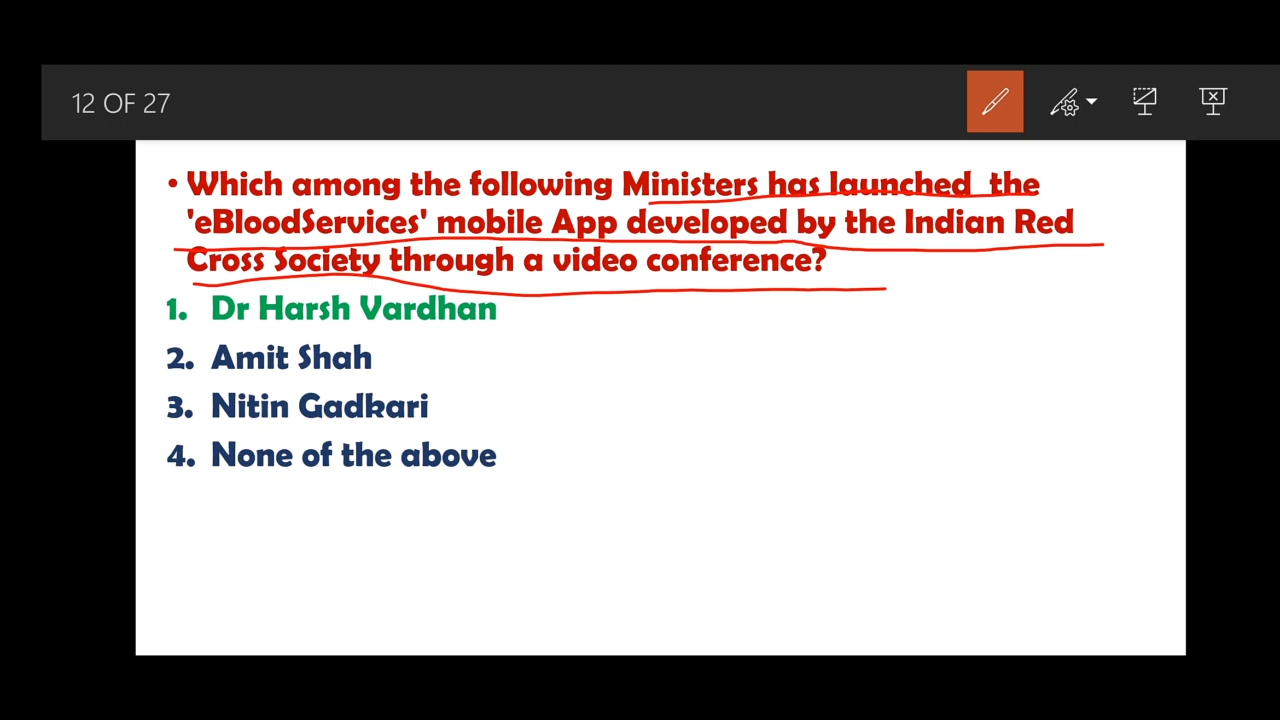 12 OF 27
• Which among the following Ministers has launched the
'eBloodServices' mobile App developed by the Indian Red
Cross Society through a video conference?
1. Dr Harsh Vardhan
2. Amit Shah
3. Nitin Gadkari
4. None of the above